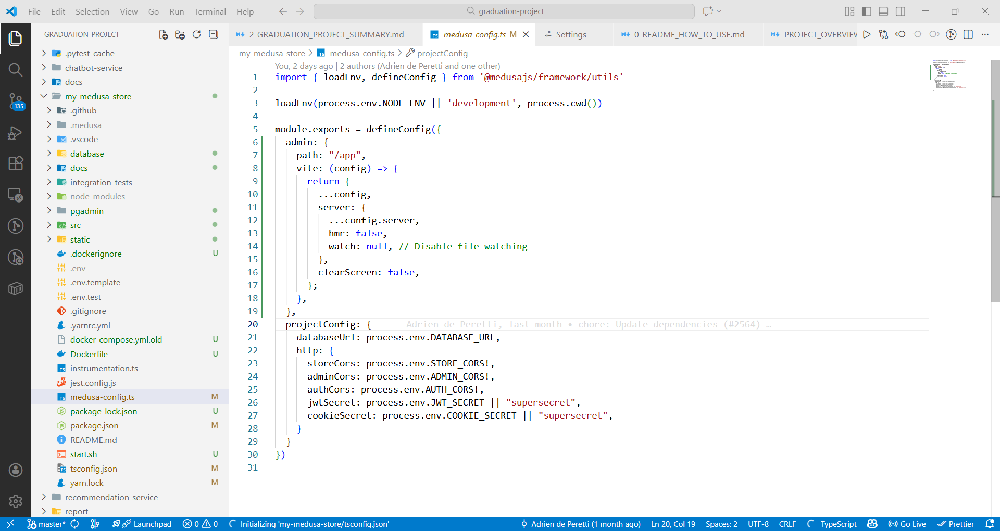 File Edit Selection View Go Run Terminal Help
graduation-project
GRADUATION-PROJECT
2-GRADUATION_PROJECT_SUMMARY.md
medusa-config.ts M
Settings
0-README_HOW_TO_USE.md
PROJECT_OVERVIEW
my-medusa-store > medusa-config.ts > projectConfig
You, 2 days ago | 2 authors (Adrien de Peretti and one other)
1 import { loadEnv, defineConfig } from '@medusajs/framework/utils'
2
3 loadEnv(process.env.NODE_ENV || 'development', process.cwd())
4
5 module.exports = defineConfig({
6 admin: {
7 path: "/app",
8 vite: (config) => {
9 return {
10 ...config,
11 server: {
12 ...config.server,
13 hmr: false,
14 watch: null, // Disable file watching
15 },
16 clearScreen: false,
17 };
18 },
19 },
20 projectConfig: { Adrien de Peretti, last month • chore: Update dependencies (#2564) …
21 databaseUrl: process.env.DATABASE_URL,
22 http: {
23 storeCors: process.env.STORE_CORS!,
24 adminCors: process.env.ADMIN_CORS!,
25 authCors: process.env.AUTH_CORS!,
26 jwtSecret: process.env.JWT_SECRET || "supersecret",
27 cookieSecret: process.env.COOKIE_SECRET || "supersecret",
28 }
29 }
30 })
31
.pytest_cache
chatbot-service
docs
my-medusa-store
.github
.medusa
.vscode
database
docs
integration-tests
node_modules
pgadmin
src
static
.dockerignore U
.env
.env.template
.env.test
.gitignore
.yarnrc.yml
docker-compose.yml.old U
Dockerfile U
instrumentation.ts
jest.config.js
medusa-config.ts M
package-lock.json U
package.json M
README.md
start.sh U
tsconfig.json M
yarn.lock M
recommendation-service
report
135
master* Launchpad 0 0 Initializing 'my-medusa-store/tsconfig.json' Adrien de Peretti (1 month ago) Ln 20, Col 19 Spaces: 2 UTF-8 CRLF TypeScript Go Live Prettier